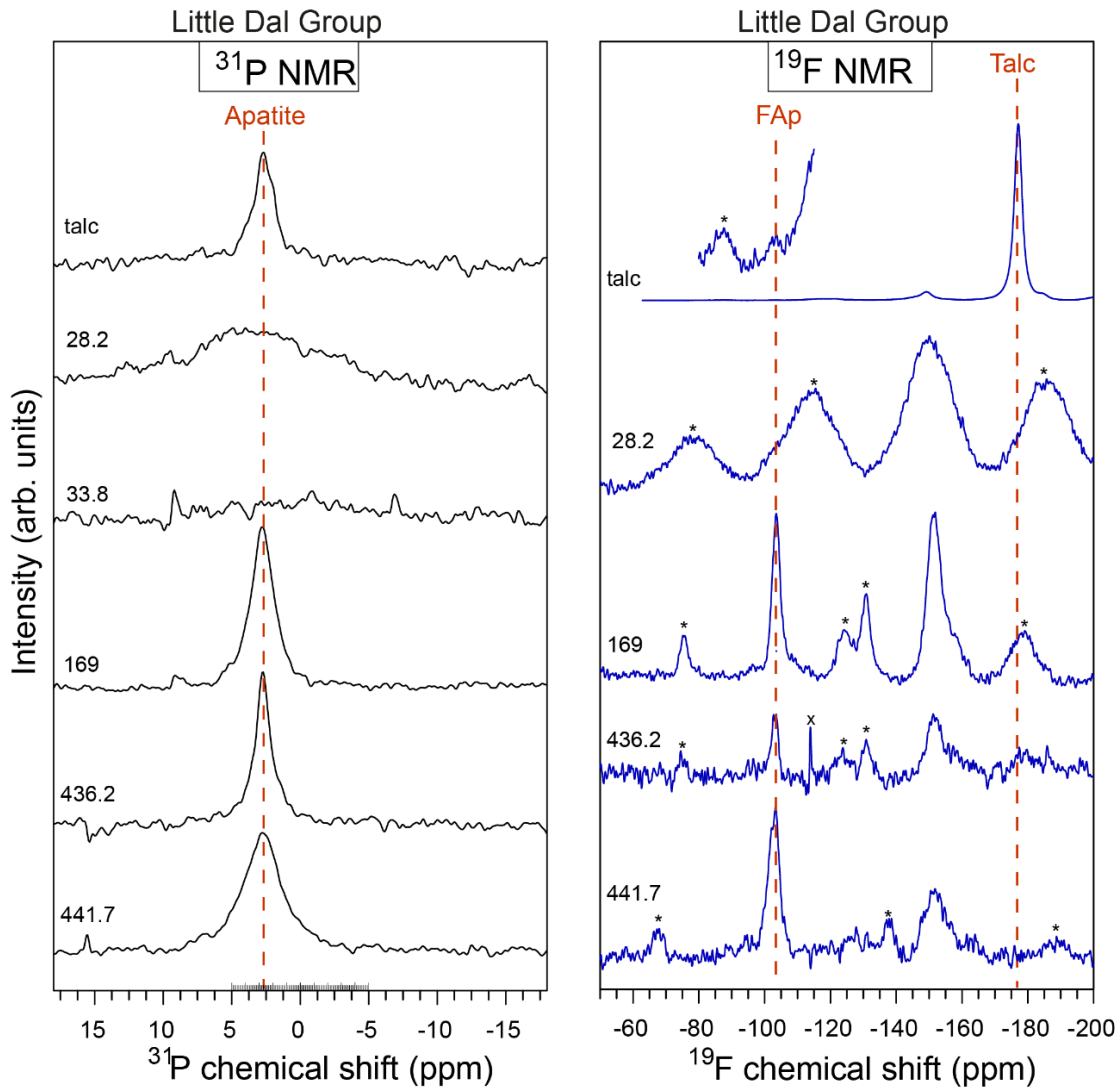 Little Dal Group
³¹P NMR
Apatite
talc
28.2
33.8
169
436.2
441.7
Intensity (arb. units)
15 10 5 0 -5 -10 -15
³¹P chemical shift (ppm)
Little Dal Group
¹⁹F NMR
Talc
FAp
*
talc
28.2
* * *
169
* * * *
436.2
* x * *
441.7
* * *
-60 -80 -100 -120 -140 -160 -180 -200
¹⁹F chemical shift (ppm)